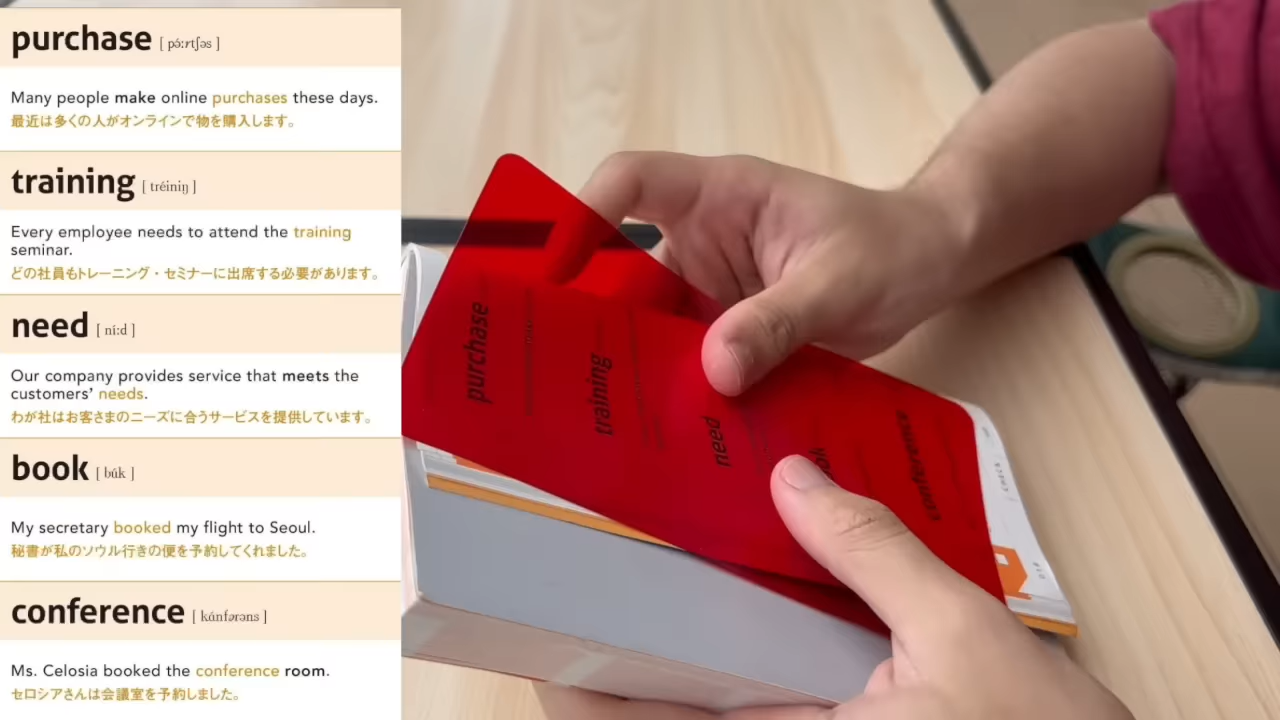 purchase [ pə́ːrtʃəs ]
Many people make online purchases these days.
最近は多くの人がオンラインで物を購入します。
training [ tréiniŋ ]
Every employee needs to attend the training
seminar.
どの社員もトレーニング・セミナーに出席する必要があります。
need [ níːd ]
Our company provides service that meets the
customers’ needs.
わが社はお客さまのニーズに合うサービスを提供しています。
book [ búk ]
My secretary booked my flight to Seoul.
秘書が私のソウル行きの便を予約してくれました。
conference [ kánfərəns ]
Ms. Celosia booked the conference room.
セロシアさんは会議室を予約しました。
purchase
training
need
conference
CHECK